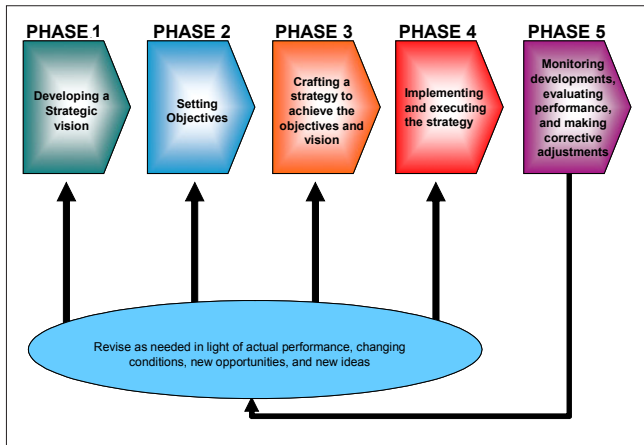 PHASE 1
PHASE 2
PHASE 3
PHASE 4
PHASE 5
Developing a
Strategic
vision
Setting
Objectives
Crafting a
strategy to
achieve the
objectives and
vision
Implementing
and executing
the strategy
Monitoring
developments,
evaluating
performance,
and making
corrective
adjustments
Revise as needed in light of actual performance, changing
conditions, new opportunities, and new ideas